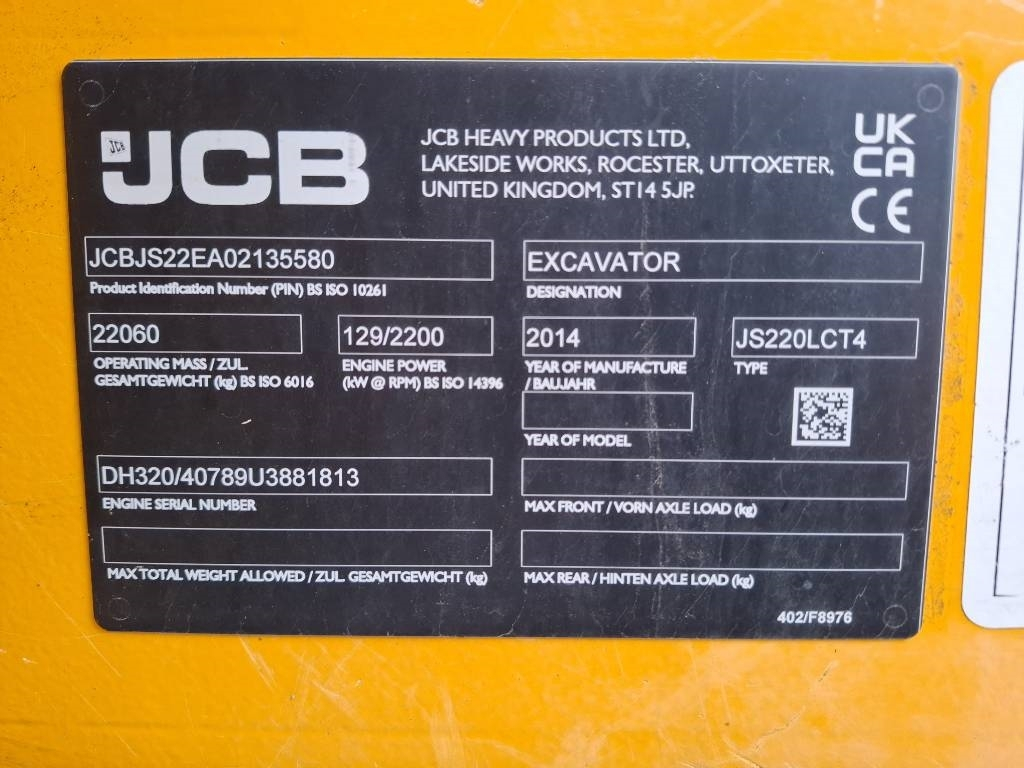 JCB
JCB
JCB HEAVY PRODUCTS LTD,
LAKESIDE WORKS, ROCESTER, UTTOXETER,
UNITED KINGDOM, ST14 5JP.
UK
CA
CE
JCBJS22EA02135580
Product Identification Number (PIN) BS ISO 10261
EXCAVATOR
DESIGNATION
22060
OPERATING MASS / ZUL.
GESAMTGEWICHT (kg) BS ISO 6016
129/2200
ENGINE POWER
(kW @ RPM) BS ISO 14396
2014
YEAR OF MANUFACTURE
/ BAUJAHR
JS220LCT4
TYPE
YEAR OF MODEL
DH320/40789U3881813
ENGINE SERIAL NUMBER
MAX FRONT / VORN AXLE LOAD (kg)
MAX TOTAL WEIGHT ALLOWED / ZUL. GESAMTGEWICHT (kg)
MAX REAR / HINTEN AXLE LOAD (kg)
402/F8976